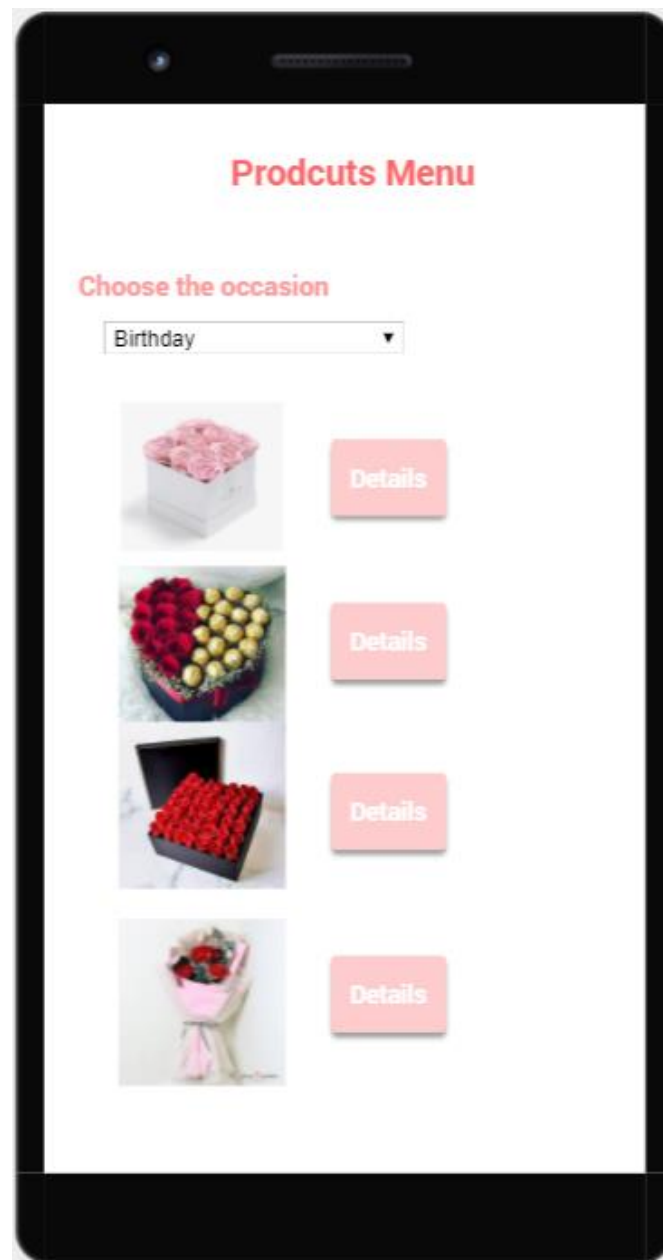 Prodcuts Menu
Choose the occasion
Birthday
Details
Details
Details
Details